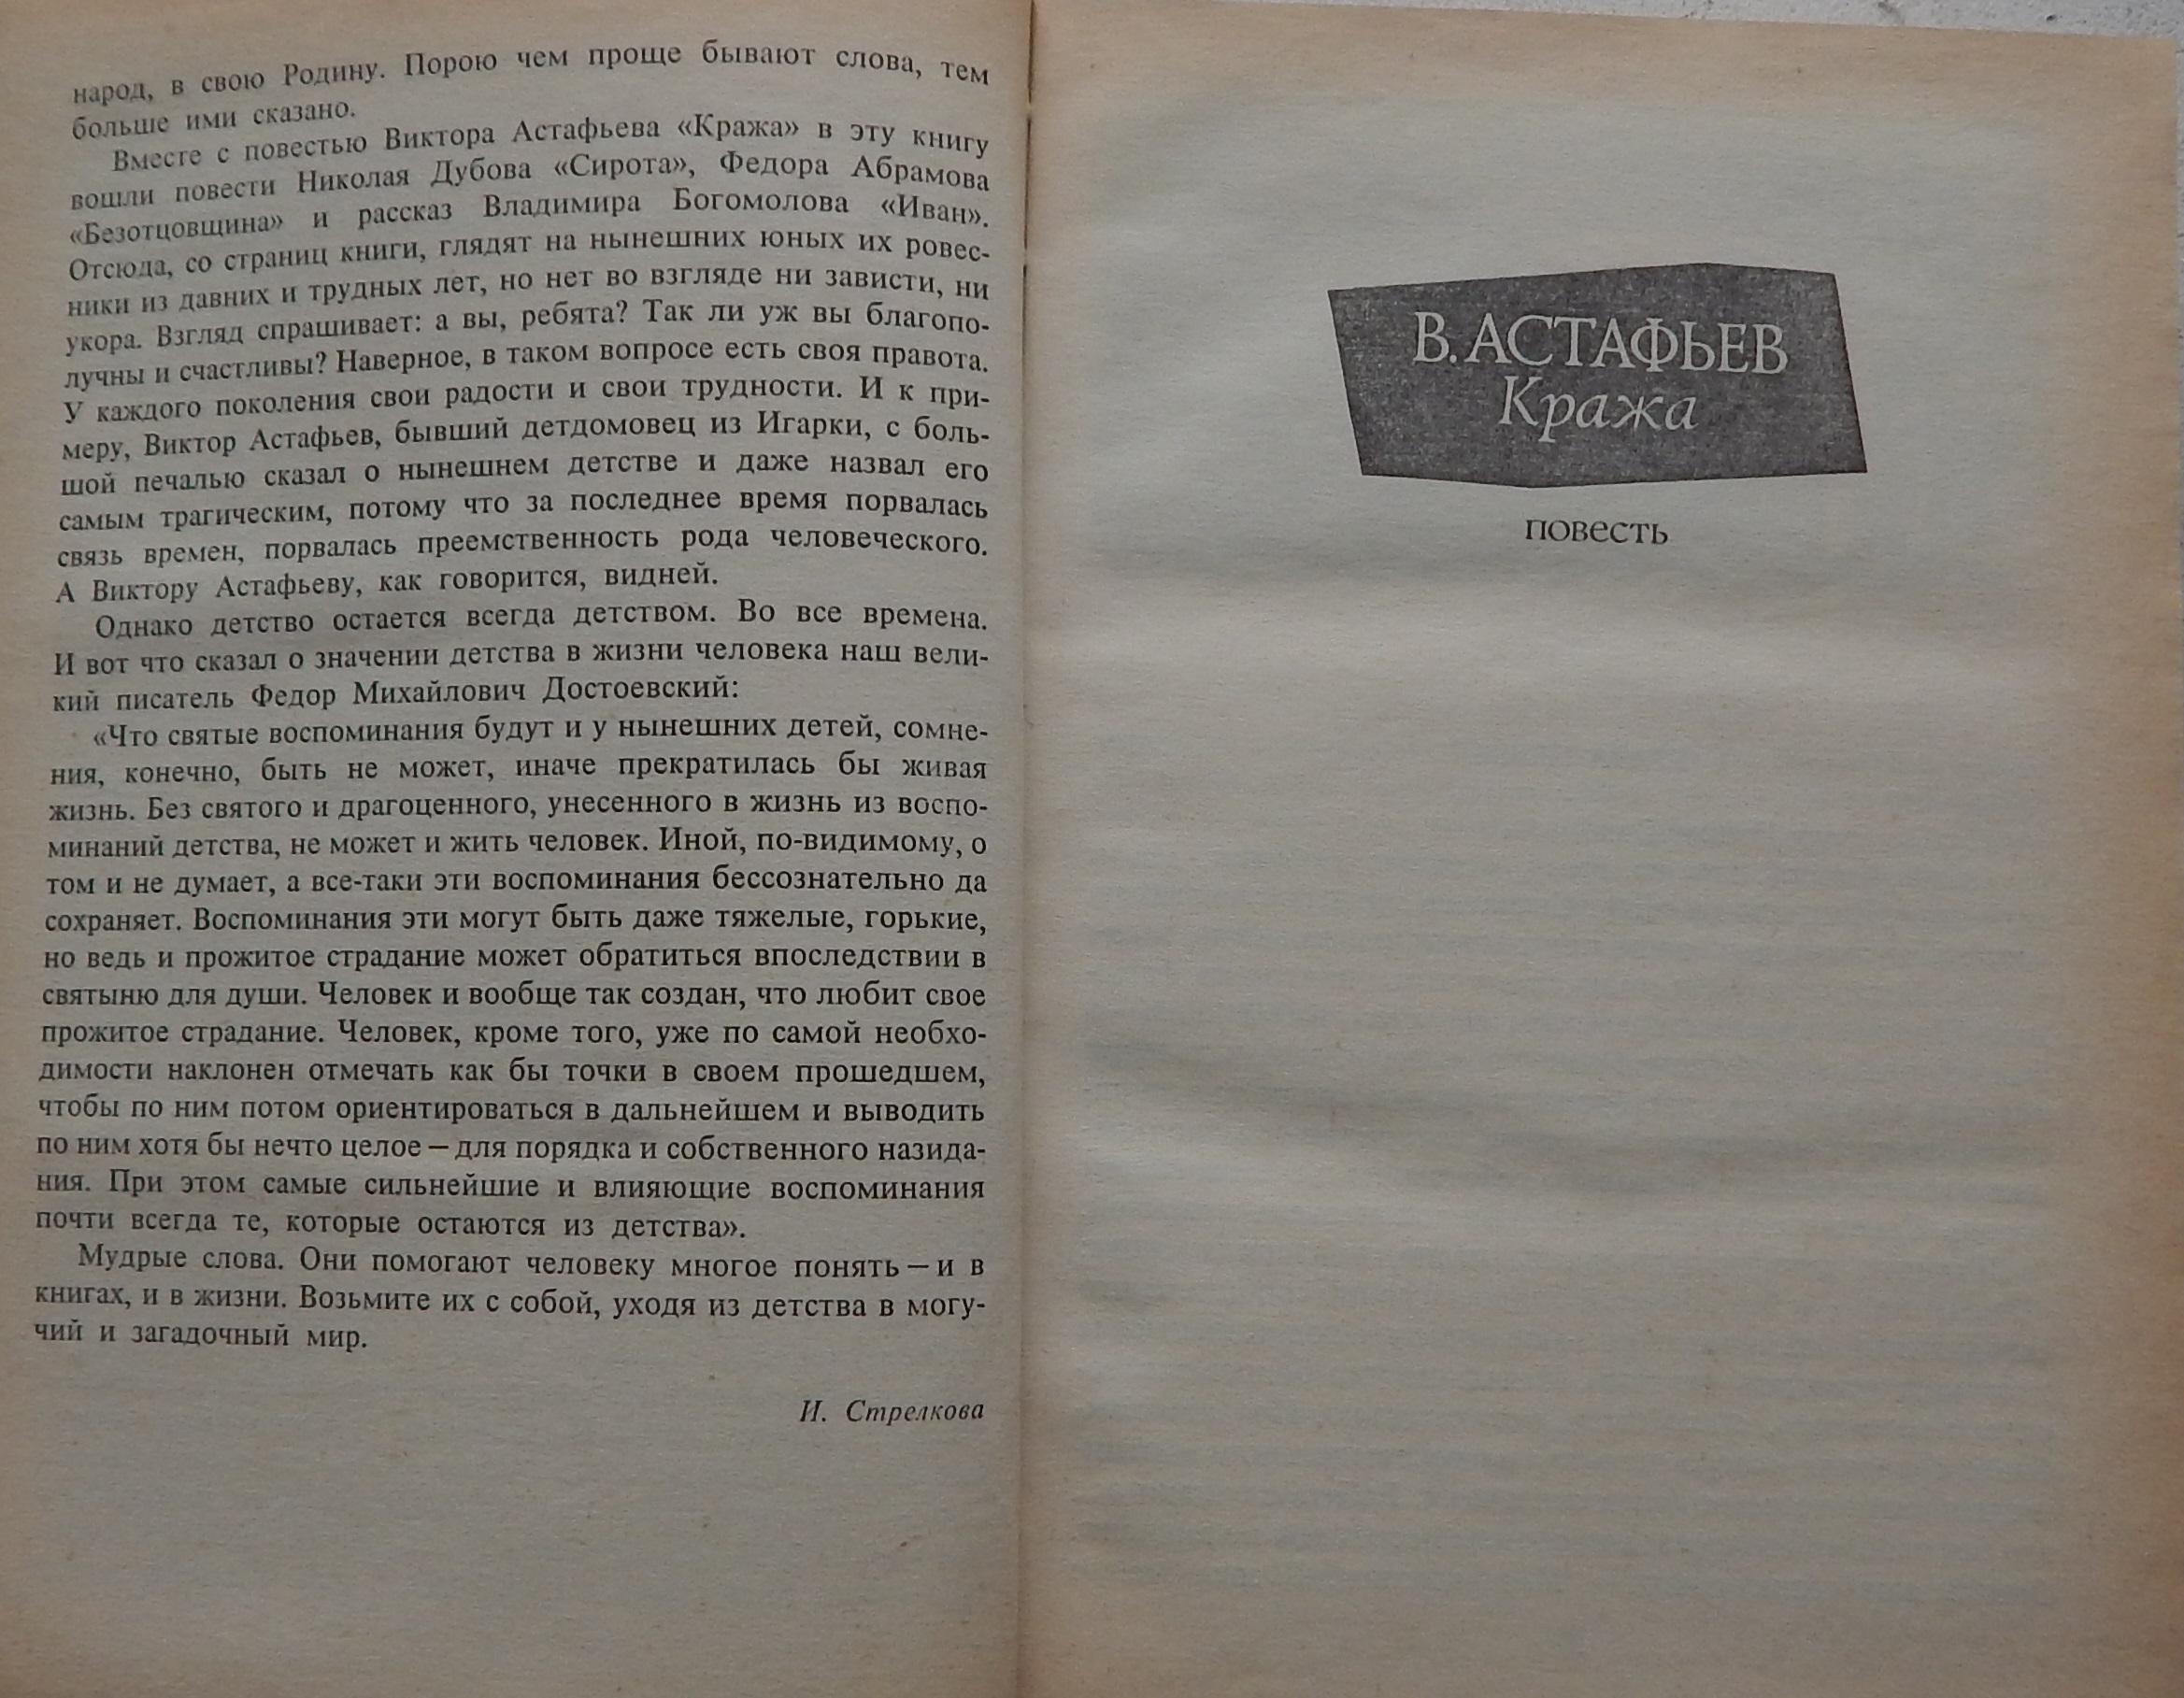 народ, в свою Родину. Порою чем проще бывают слова, тем
больше ими сказано.
Вместе с повестью Виктора Астафьева «Кража» в эту книгу
вошли повести Николая Дубова «Сирота», Федора Абрамова
«Безотцовщина» и рассказ Владимира Богомолова «Иван».
Отсюда, со страниц книги, глядят на нынешних юных их ровес-
ники из давних и трудных лет, но нет во взгляде ни зависти, ни
укора. Взгляд спрашивает: а вы, ребята? Так ли уж вы благопо-
лучны и счастливы? Наверное, в таком вопросе есть своя правота.
У каждого поколения свои радости и свои трудности. И к при-
меру, Виктор Астафьев, бывший детдомовец из Игарки, с боль-
шой печалью сказал о нынешнем детстве и даже назвал его
самым трагическим, потому что за последнее время порвалась
связь времен, порвалась преемственность рода человеческого.
А Виктору Астафьеву, как говорится, видней.
Однако детство остается всегда детством. Во все времена.
И вот что сказал о значении детства в жизни человека наш вели-
кий писатель Федор Михайлович Достоевский:
«Что святые воспоминания будут и у нынешних детей, сомне-
ния, конечно, быть не может, иначе прекратилась бы живая
жизнь. Без святого и драгоценного, унесенного в жизнь из воспо-
минаний детства, не может и жить человек. Иной, по-видимому, о
том и не думает, а все-таки эти воспоминания бессознательно да
сохраняет. Воспоминания эти могут быть даже тяжелые, горькие,
но ведь и прожитое страдание может обратиться впоследствии в
святыню для души. Человек и вообще так создан, что любит свое
прожитое страдание. Человек, кроме того, уже по самой необхо-
димости наклонен отмечать как бы точки в своем прошедшем,
чтобы по ним потом ориентироваться в дальнейшем и выводить
по ним хотя бы нечто целое — для порядка и собственного назида-
ния. При этом самые сильнейшие и влияющие воспоминания
почти всегда те, которые остаются из детства».
Мудрые слова. Они помогают человеку многое понять — и в
книгах, и в жизни. Возьмите их с собой, уходя из детства в могу-
чий и загадочный мир.
И. Стрелкова
В. АСТАФЬЕВ
Кража
повесть